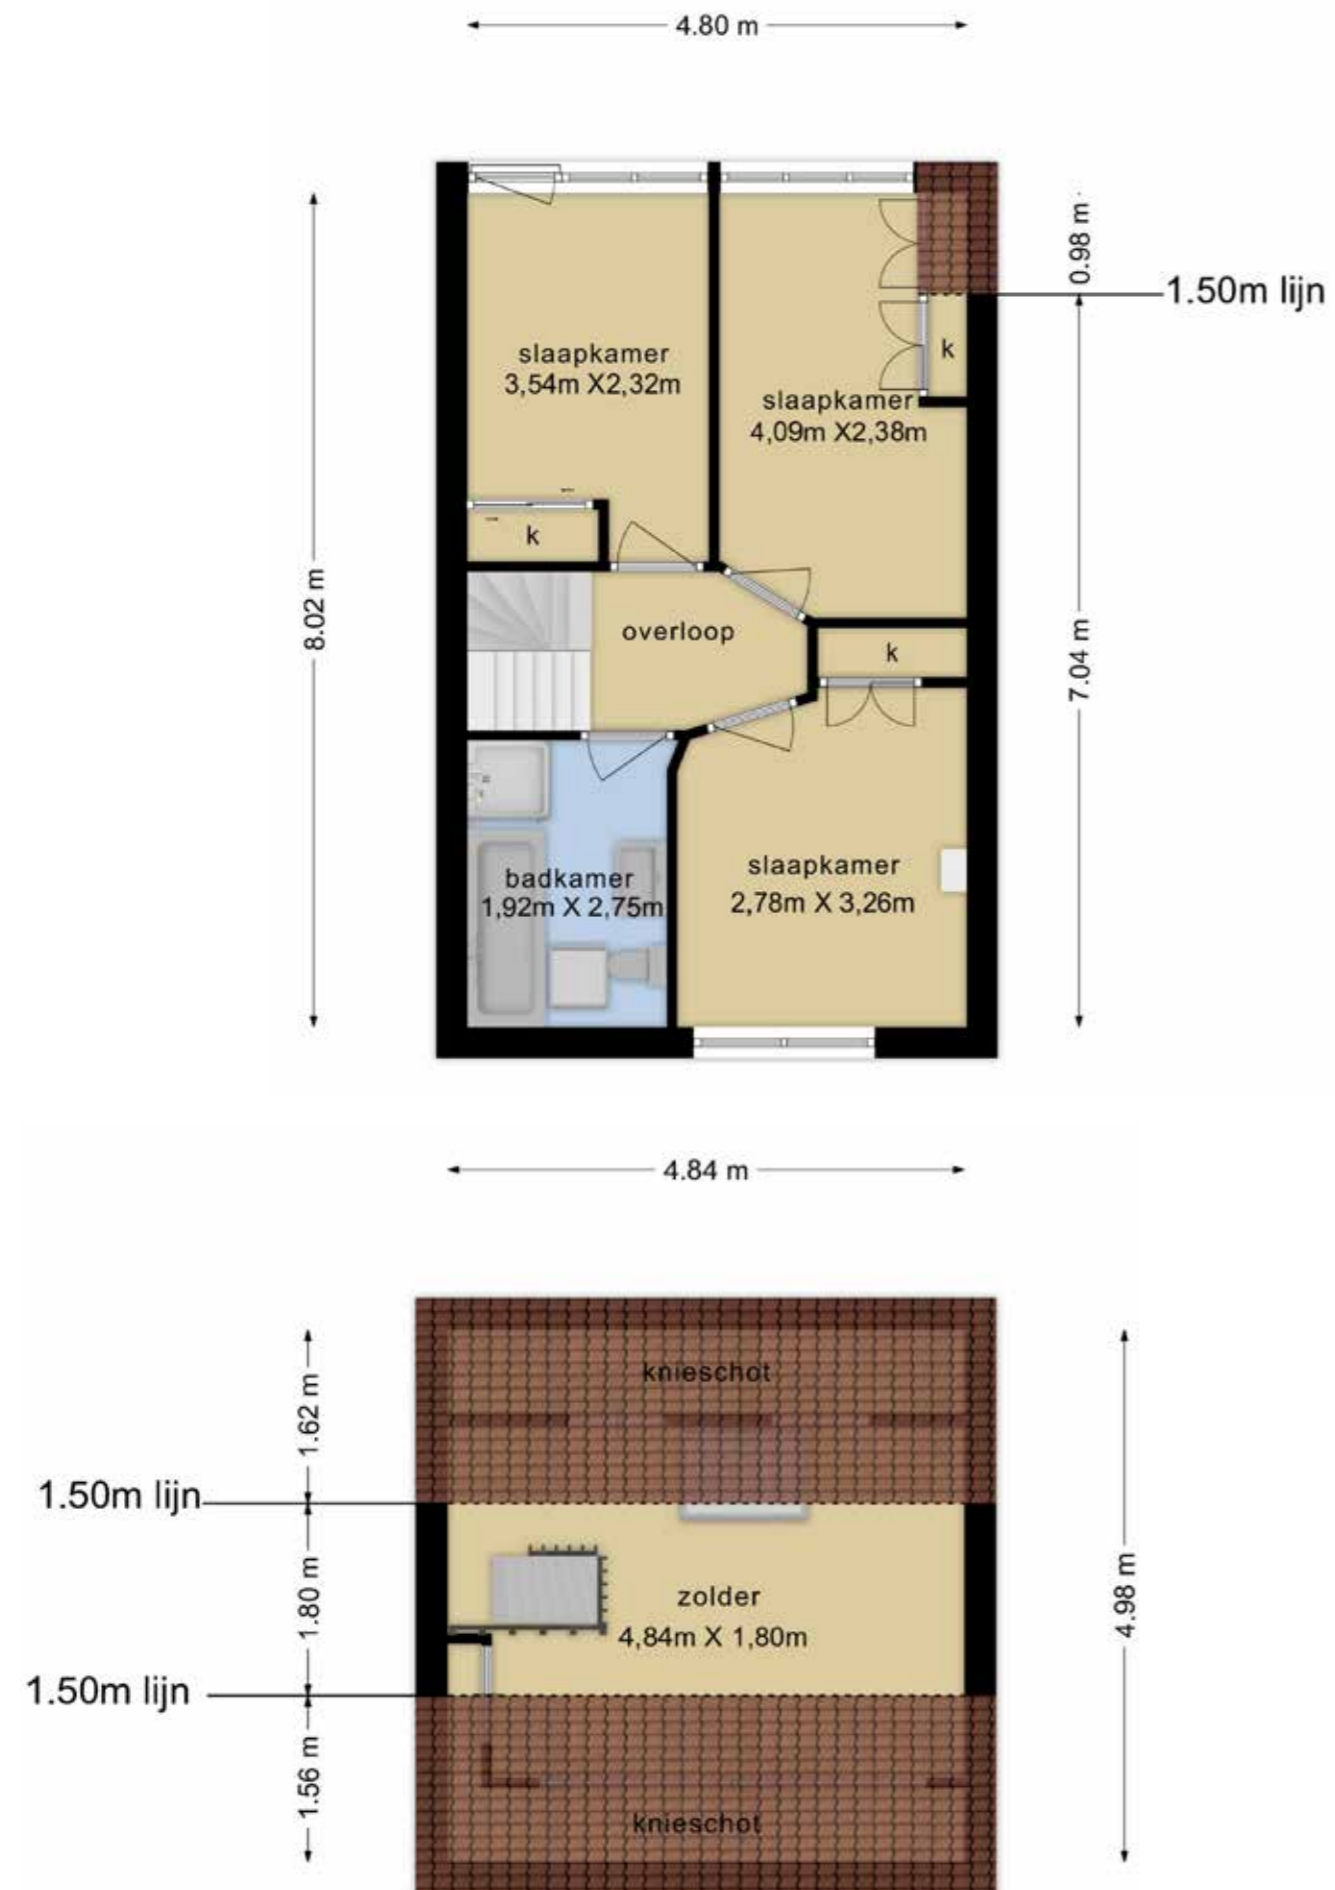 4.80 m
0.98 m
1.50m lijn
slaapkamer
3,54m X2,32m
k
slaapkamer
4,09m X2,38m
k
8.02 m
overloop
k
7.04 m
slaapkamer
2,78m X 3,26m
badkamer
1,92m X 2,75m
4.84 m
knieschot
1.62 m
1.50m lijn
1.80 m
zolder
4,84m X 1,80m
4.98 m
1.50m lijn
1.56 m
knieschot